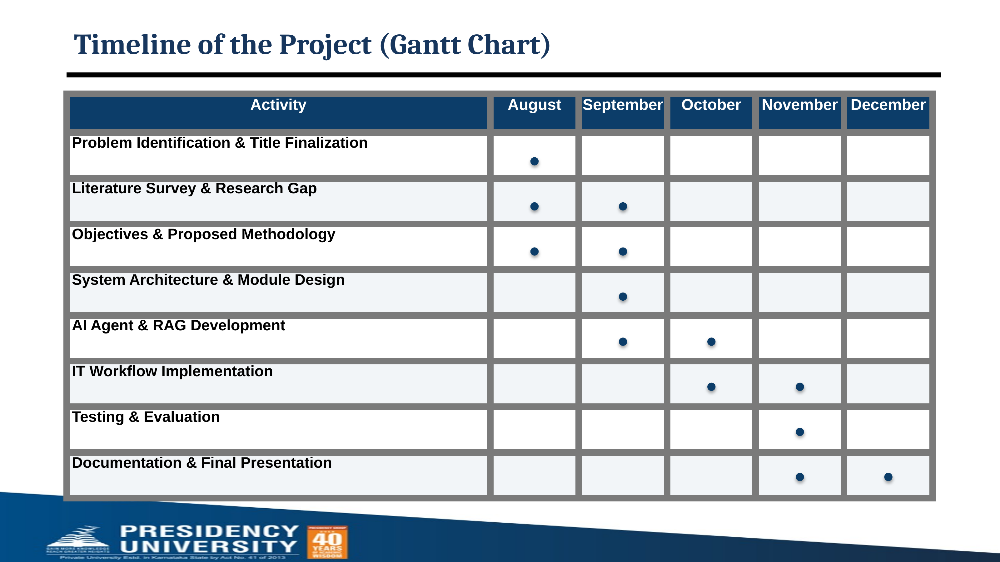 Timeline of the Project (Gantt Chart)
Activity August September October November December
Problem Identification & Title Finalization
Literature Survey & Research Gap
Objectives & Proposed Methodology
System Architecture & Module Design
AI Agent & RAG Development
IT Workflow Implementation
Testing & Evaluation
Documentation & Final Presentation
GAIN MORE KNOWLEDGE
REACH GREATER HEIGHTS
PRESIDENCY
UNIVERSITY
Private University Estd. in Karnataka State by Act No. 41 of 2013
PRESIDENCY GROUP
OVER
40
YEARS
OF ACADEMIC
WISDOM